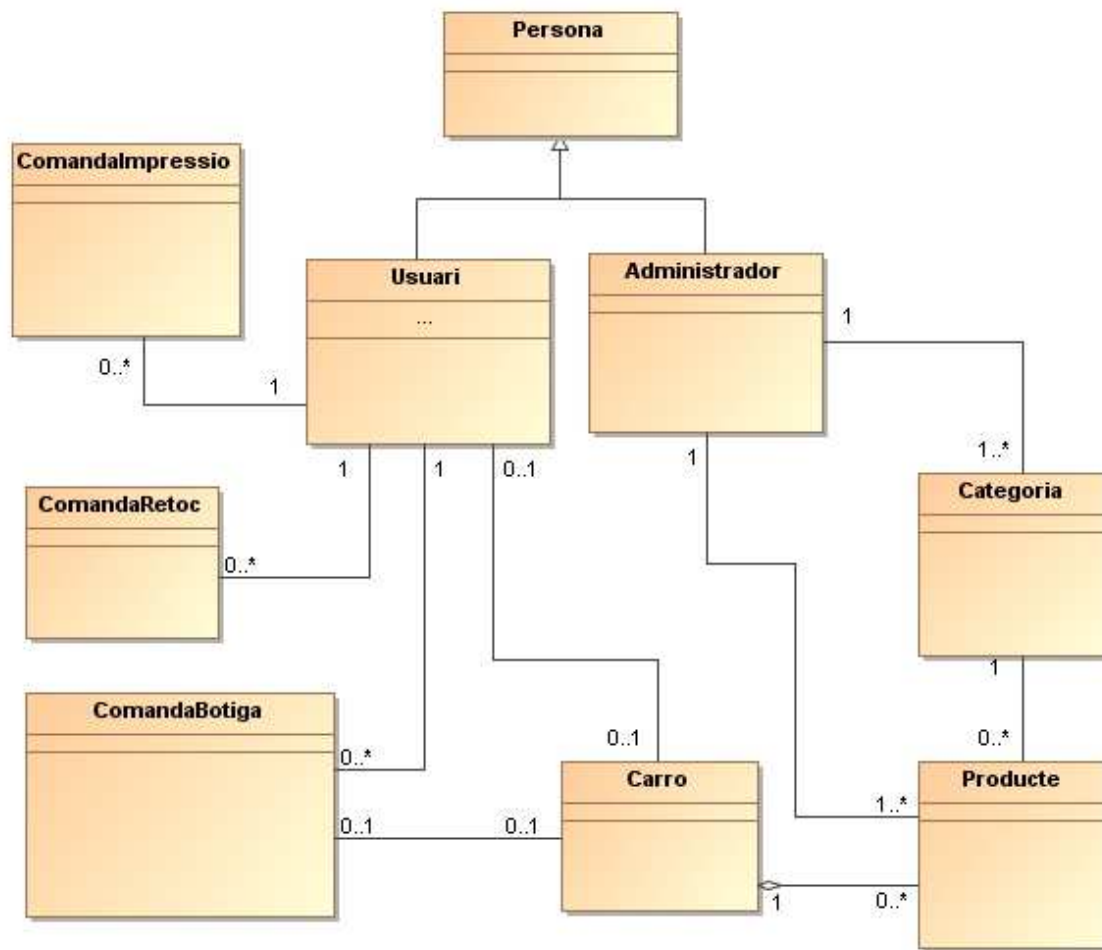 Persona
ComandaImpressio
Usuari
...
Administrador
1
0..*
1
1
1
0..1
1
1..*
ComandaRetoc
Categoria
0..*
1
ComandaBotiga
0..*
0..1
0..*
Carro
Producte
1..*
0..1
0..1
1
0..*